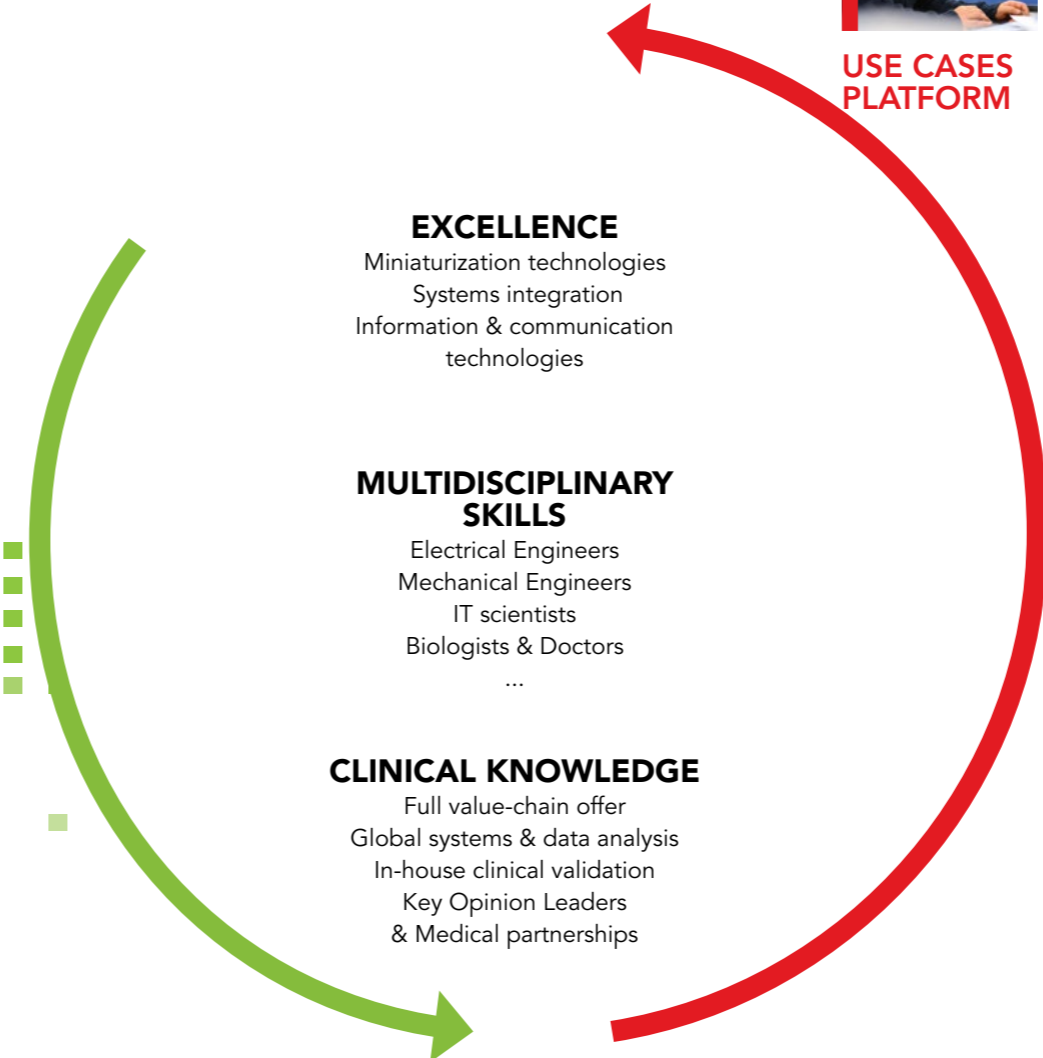 USE CASES
PLATFORM
EXCELLENCE
Miniaturization technologies
Systems integration
Information & communication
technologies
MULTIDISCIPLINARY
SKILLS
Electrical Engineers
Mechanical Engineers
IT scientists
Biologists & Doctors
...
CLINICAL KNOWLEDGE
Full value-chain offer
Global systems & data analysis
In-house clinical validation
Key Opinion Leaders
& Medical partnerships